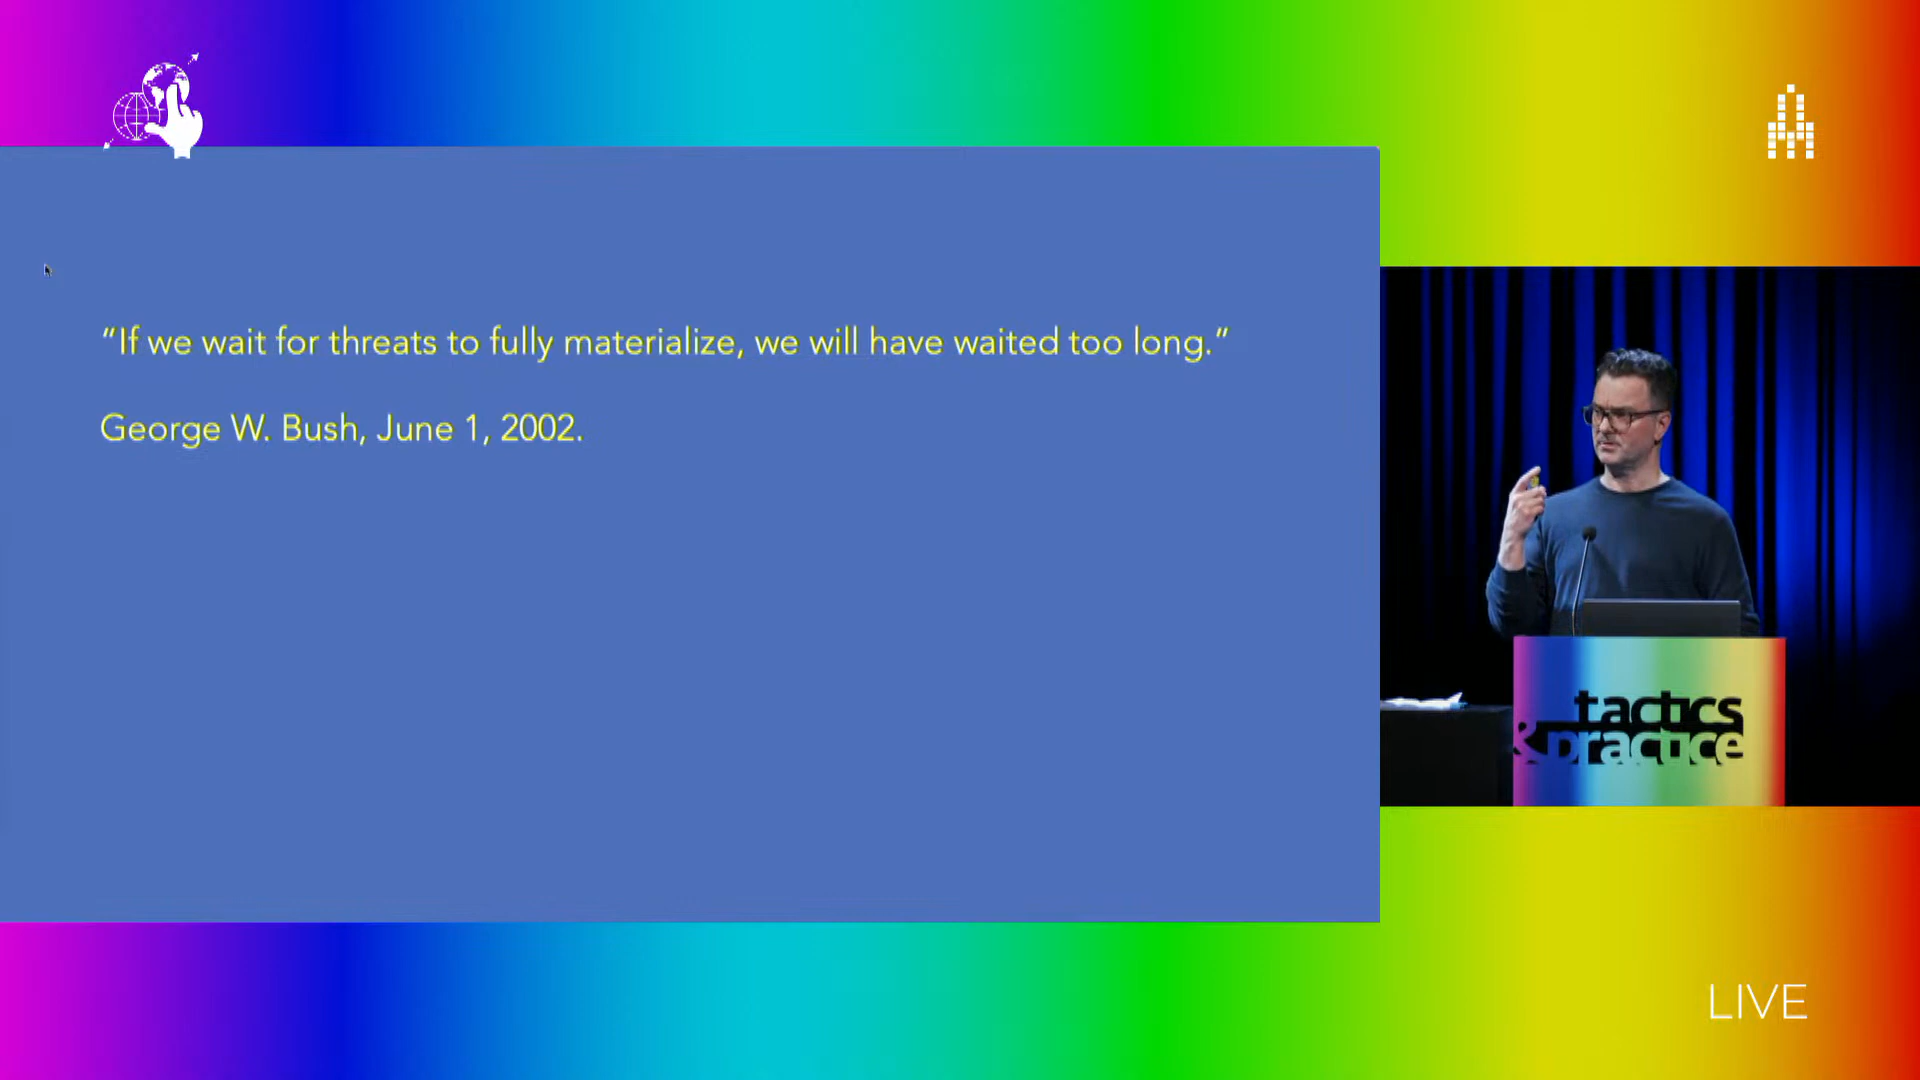 “If we wait for threats to fully materialize, we will have waited too long.”
George W. Bush, June 1, 2002.
tactics
& practice
LIVE